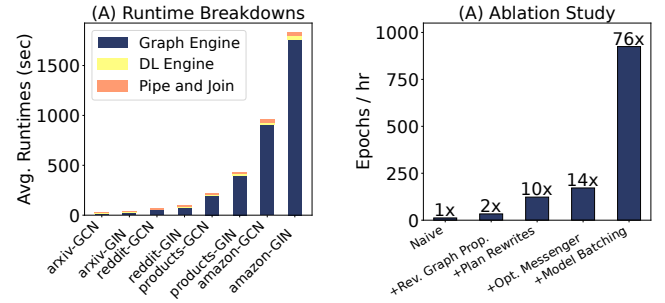 (A) Runtime Breakdowns
Avg. Runtimes (sec)
1500
1000
500
0
Graph Engine
DL Engine
Pipe and Join
arxiv-GCN
arxiv-GIN
reddit-GCN
reddit-GIN
products-GCN
products-GIN
amazon-GCN
amazon-GIN
(A) Ablation Study
Epochs / hr
1000
750
500
250
0
1x
2x
10x
14x
76x
Naive
+Rev. Graph Prop.
+Plan Rewrites
+Opt. Messenger
+Model Batching